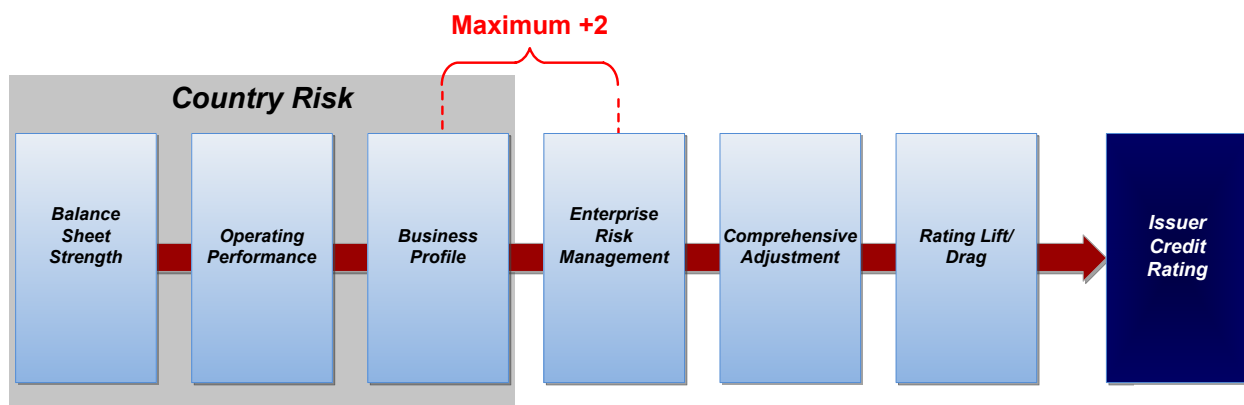 Maximum +2
Country Risk
Balance
Sheet
Strength
Operating
Performance
Business
Profile
Enterprise
Risk
Management
Comprehensive
Adjustment
Rating Lift/
Drag
Issuer
Credit
Rating